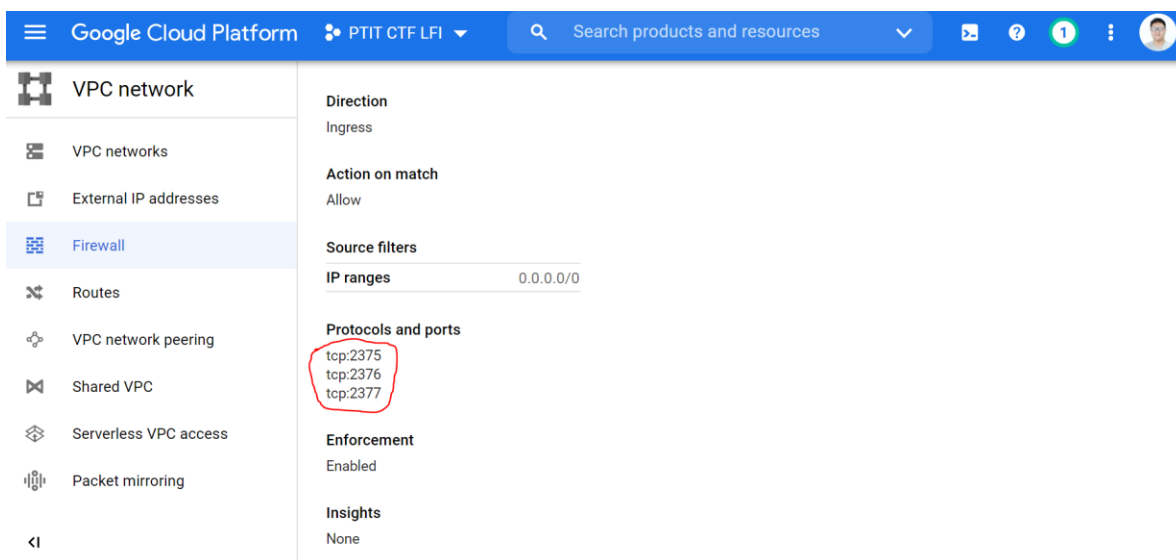 Google Cloud Platform PTIT CTF LFI Search products and resources 1
VPC network
VPC networks
External IP addresses
Firewall
Routes
VPC network peering
Shared VPC
Serverless VPC access
Packet mirroring
Direction
Ingress
Action on match
Allow
Source filters
IP ranges 0.0.0.0/0
Protocols and ports
tcp:2375
tcp:2376
tcp:2377
Enforcement
Enabled
Insights
None